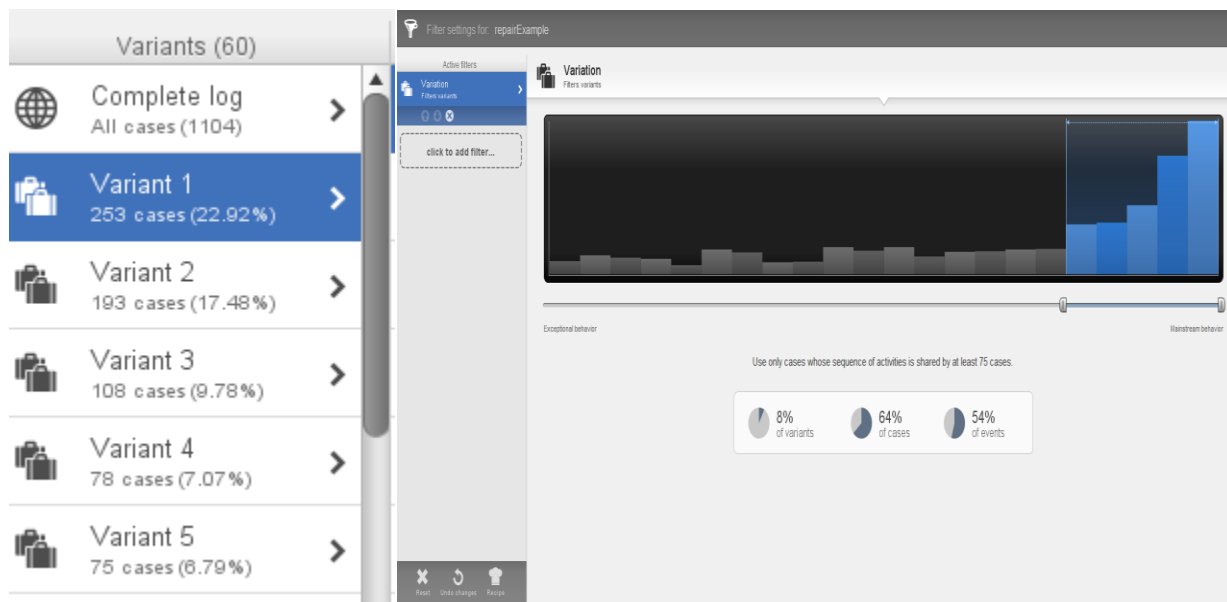 Variants (60)
Complete log
All cases (1104)
Variant 1
253 cases (22.92%)
Variant 2
193 cases (17.48%)
Variant 3
108 cases (9.78%)
Variant 4
78 cases (7.07%)
Variant 5
75 cases (6.79%)
Filter settings for: repairExample
Active filters
Variation
Filters variants
click to add filter...
Reset Undo changes Recipe
Variation
Filters variants
Exceptional behavior Mainstream behavior
Use only cases whose sequence of activities is shared by at least 75 cases.
8%
of variants
64%
of cases
54%
of events